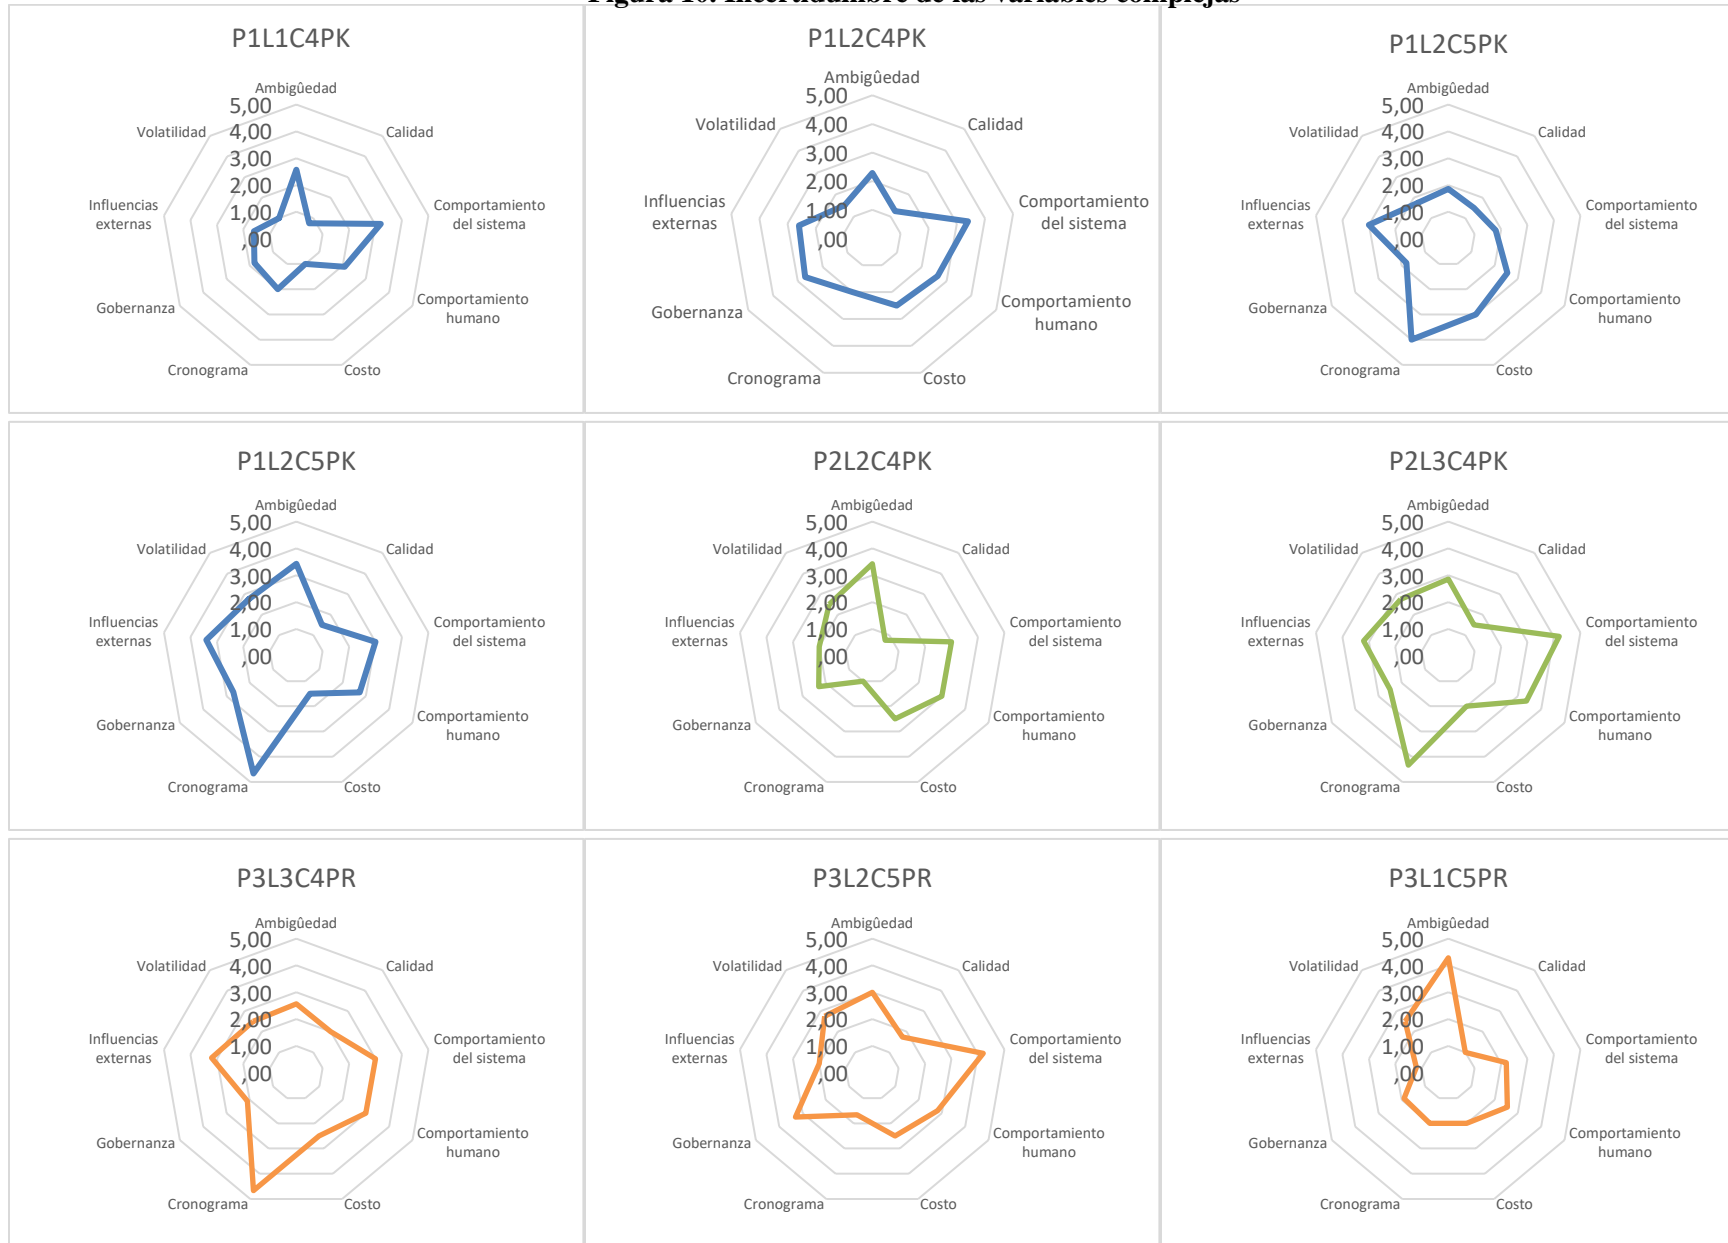 Figura Incertidumbre de las variables complejas
P1L1C4PK
Ambigûedad
5,00
4,00
3,00
2,00
1,00
,00
Calidad
Comportamiento
del sistema
Comportamiento
humano
Costo
Cronograma
Gobernanza
Influencias
externas
Volatilidad
P1L2C4PK
Ambigûedad
5,00
4,00
3,00
2,00
1,00
,00
Calidad
Comportamiento
del sistema
Comportamiento
humano
Costo
Cronograma
Gobernanza
Influencias
externas
Volatilidad
P1L2C5PK
Ambigûedad
5,00
4,00
3,00
2,00
1,00
,00
Calidad
Comportamiento
del sistema
Comportamiento
humano
Costo
Cronograma
Gobernanza
Influencias
externas
Volatilidad
P1L2C5PK
Ambigûedad
5,00
4,00
3,00
2,00
1,00
,00
Calidad
Comportamiento
del sistema
Comportamiento
humano
Costo
Cronograma
Gobernanza
Influencias
externas
Volatilidad
P2L2C4PK
Ambigûedad
5,00
4,00
3,00
2,00
1,00
,00
Calidad
Comportamiento
del sistema
Comportamiento
humano
Costo
Cronograma
Gobernanza
Influencias
externas
Volatilidad
P2L3C4PK
Ambigûedad
5,00
4,00
3,00
2,00
1,00
,00
Calidad
Comportamiento
del sistema
Comportamiento
humano
Costo
Cronograma
Gobernanza
Influencias
externas
Volatilidad
P3L3C4PR
Ambigûedad
5,00
4,00
3,00
2,00
1,00
,00
Calidad
Comportamiento
del sistema
Comportamiento
humano
Costo
Cronograma
Gobernanza
Influencias
externas
Volatilidad
P3L2C5PR
Ambigûedad
5,00
4,00
3,00
2,00
1,00
,00
Calidad
Comportamiento
del sistema
Comportamiento
humano
Costo
Cronograma
Gobernanza
Influencias
externas
Volatilidad
P3L1C5PR
Ambigûedad
5,00
4,00
3,00
2,00
1,00
,00
Calidad
Comportamiento
del sistema
Comportamiento
humano
Costo
Cronograma
Gobernanza
Influencias
externas
Volatilidad